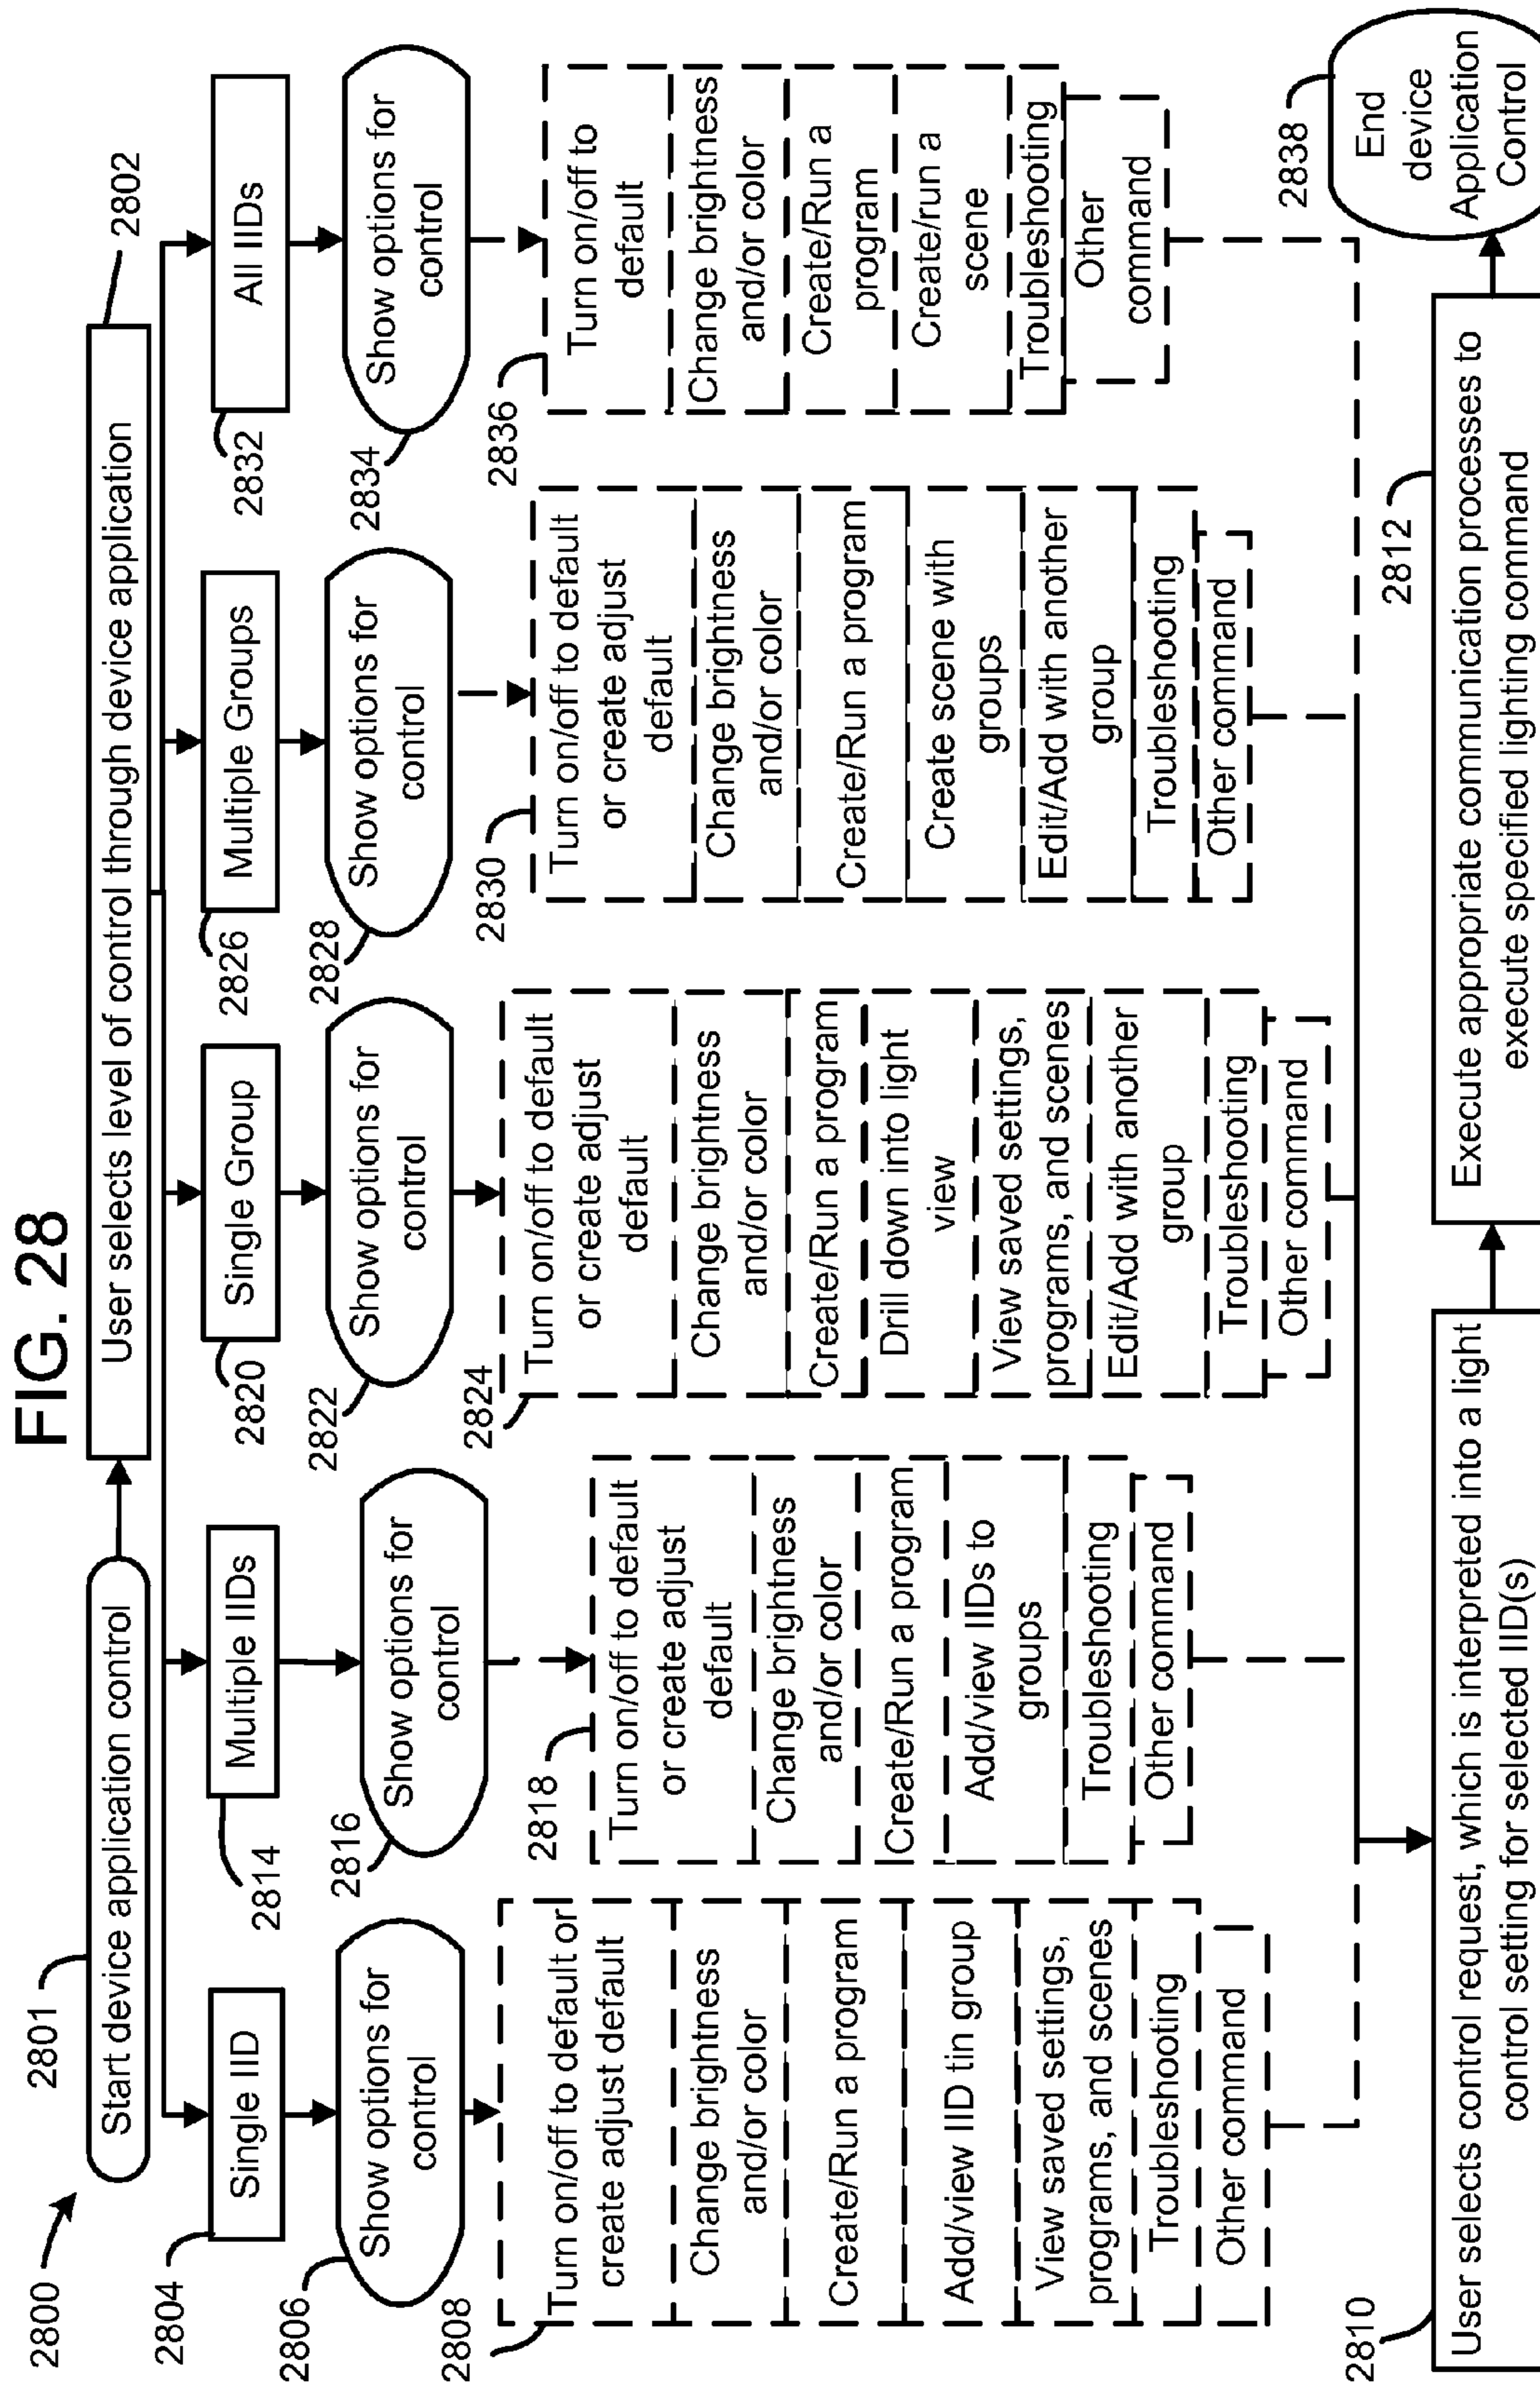 FIG. 28
2800
2801
Start device application control
2802
User selects level of control through device application
2804
Single IID
2806
Show options for
control
2808
Turn on/off to default or
create adjust default
Change brightness
and/or color
Create/Run a program
Add/view IID tin group
View saved settings,
programs, and scenes
Troubleshooting
Other command
2814
Multiple IIDs
2816
Show options for
control
2818
Turn on/off to default
or create adjust
default
Change brightness
and/or color
Create/Run a program
Add/view IIDs to
groups
Troubleshooting
Other command
2820
Single Group
2822
Show options for
control
2824
Turn on/off to default
or create adjust
default
Change brightness
and/or color
Create/Run a program
Drill down into light
view
View saved settings,
programs, and scenes
Edit/Add with another
group
Troubleshooting
Other command
2826
Multiple Groups
2828
Show options for
control
2830
Turn on/off to default
or create adjust
default
Change brightness
and/or color
Create/Run a program
Create scene with
groups
Edit/Add with another
group
Troubleshooting
Other command
2832
All IIDs
2834
Show options for
control
2836
Turn on/off to
default
Change brightness
and/or color
Create/Run a
program
Create/run a
scene
Troubleshooting
Other
command
2810
User selects control request, which is interpreted into a light
control setting for selected IID(s)
2812
Execute appropriate communication processes to
execute specified lighting command
2838
End
device
Application
Control